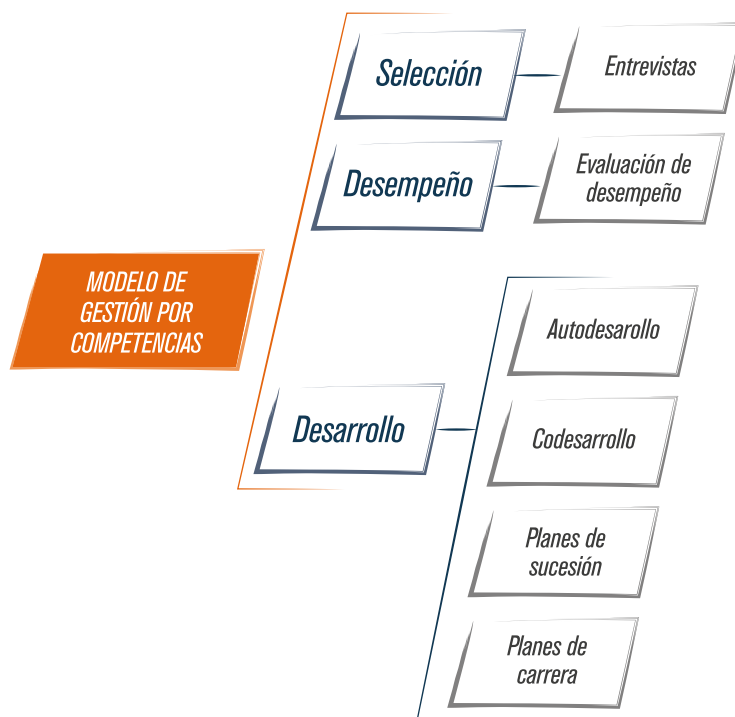 MODELO DE
GESTIÓN POR
COMPETENCIAS
Selección
Entrevistas
Desempeño
Evaluación de
desempeño
Desarrollo
Autodesarollo
Codesarrollo
Planes de
sucesión
Planes de
carrera